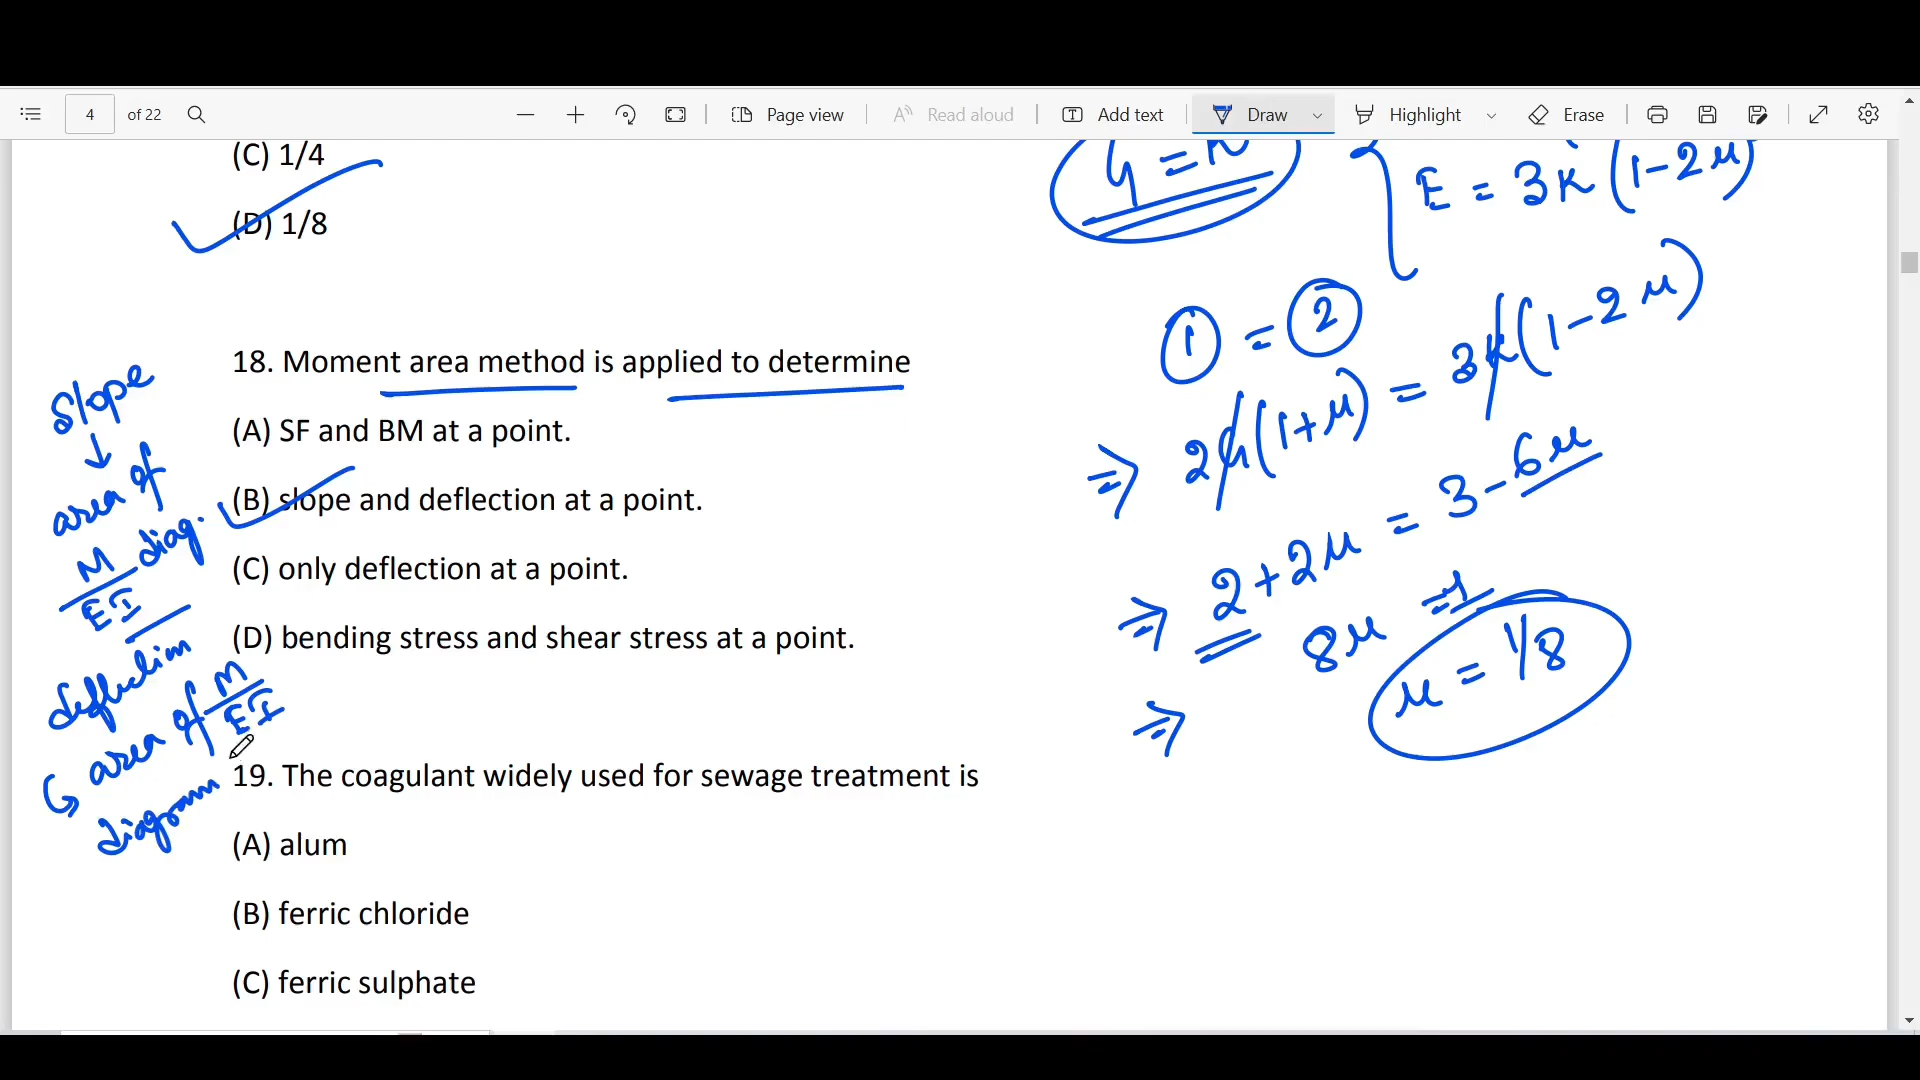 4 of 22 Page view Read aloud Add text Draw Highlight Erase
(C) 1/4
(D) 1/8
G = K
E = 3K (1-2μ)
① = ②
⇒ 2G(1+μ) = 3K(1-2μ)
⇒ 2+2μ = 3-6μ
⇒ 8μ = 1
μ = 1/8
18. Moment area method is applied to determine
(A) SF and BM at a point.
(B) slope and deflection at a point.
(C) only deflection at a point.
(D) bending stress and shear stress at a point.
Slope
↓
area of
M/EI diag.
deflection
↳ area of M/EI
diagram
19. The coagulant widely used for sewage treatment is
(A) alum
(B) ferric chloride
(C) ferric sulphate